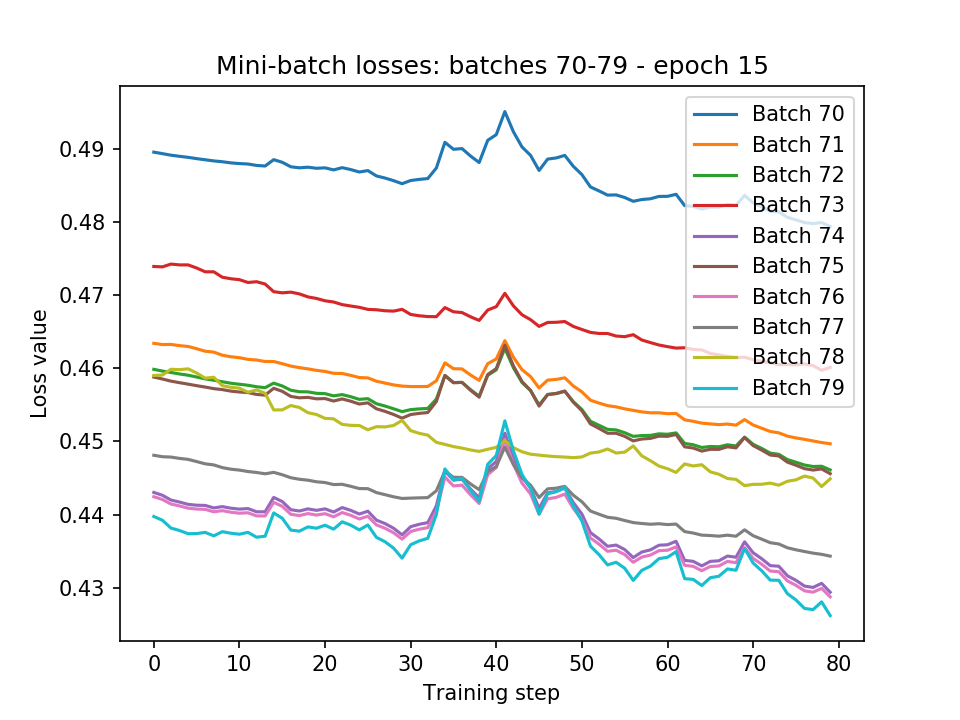 Mini-batch losses: batches 70-79 - epoch 15
Loss value
0.49
0.48
0.47
0.46
0.45
0.44
0.43
Batch 70
Batch 71
Batch 72
Batch 73
Batch 74
Batch 75
Batch 76
Batch 77
Batch 78
Batch 79
0 10 20 30 40 50 60 70 80
Training step